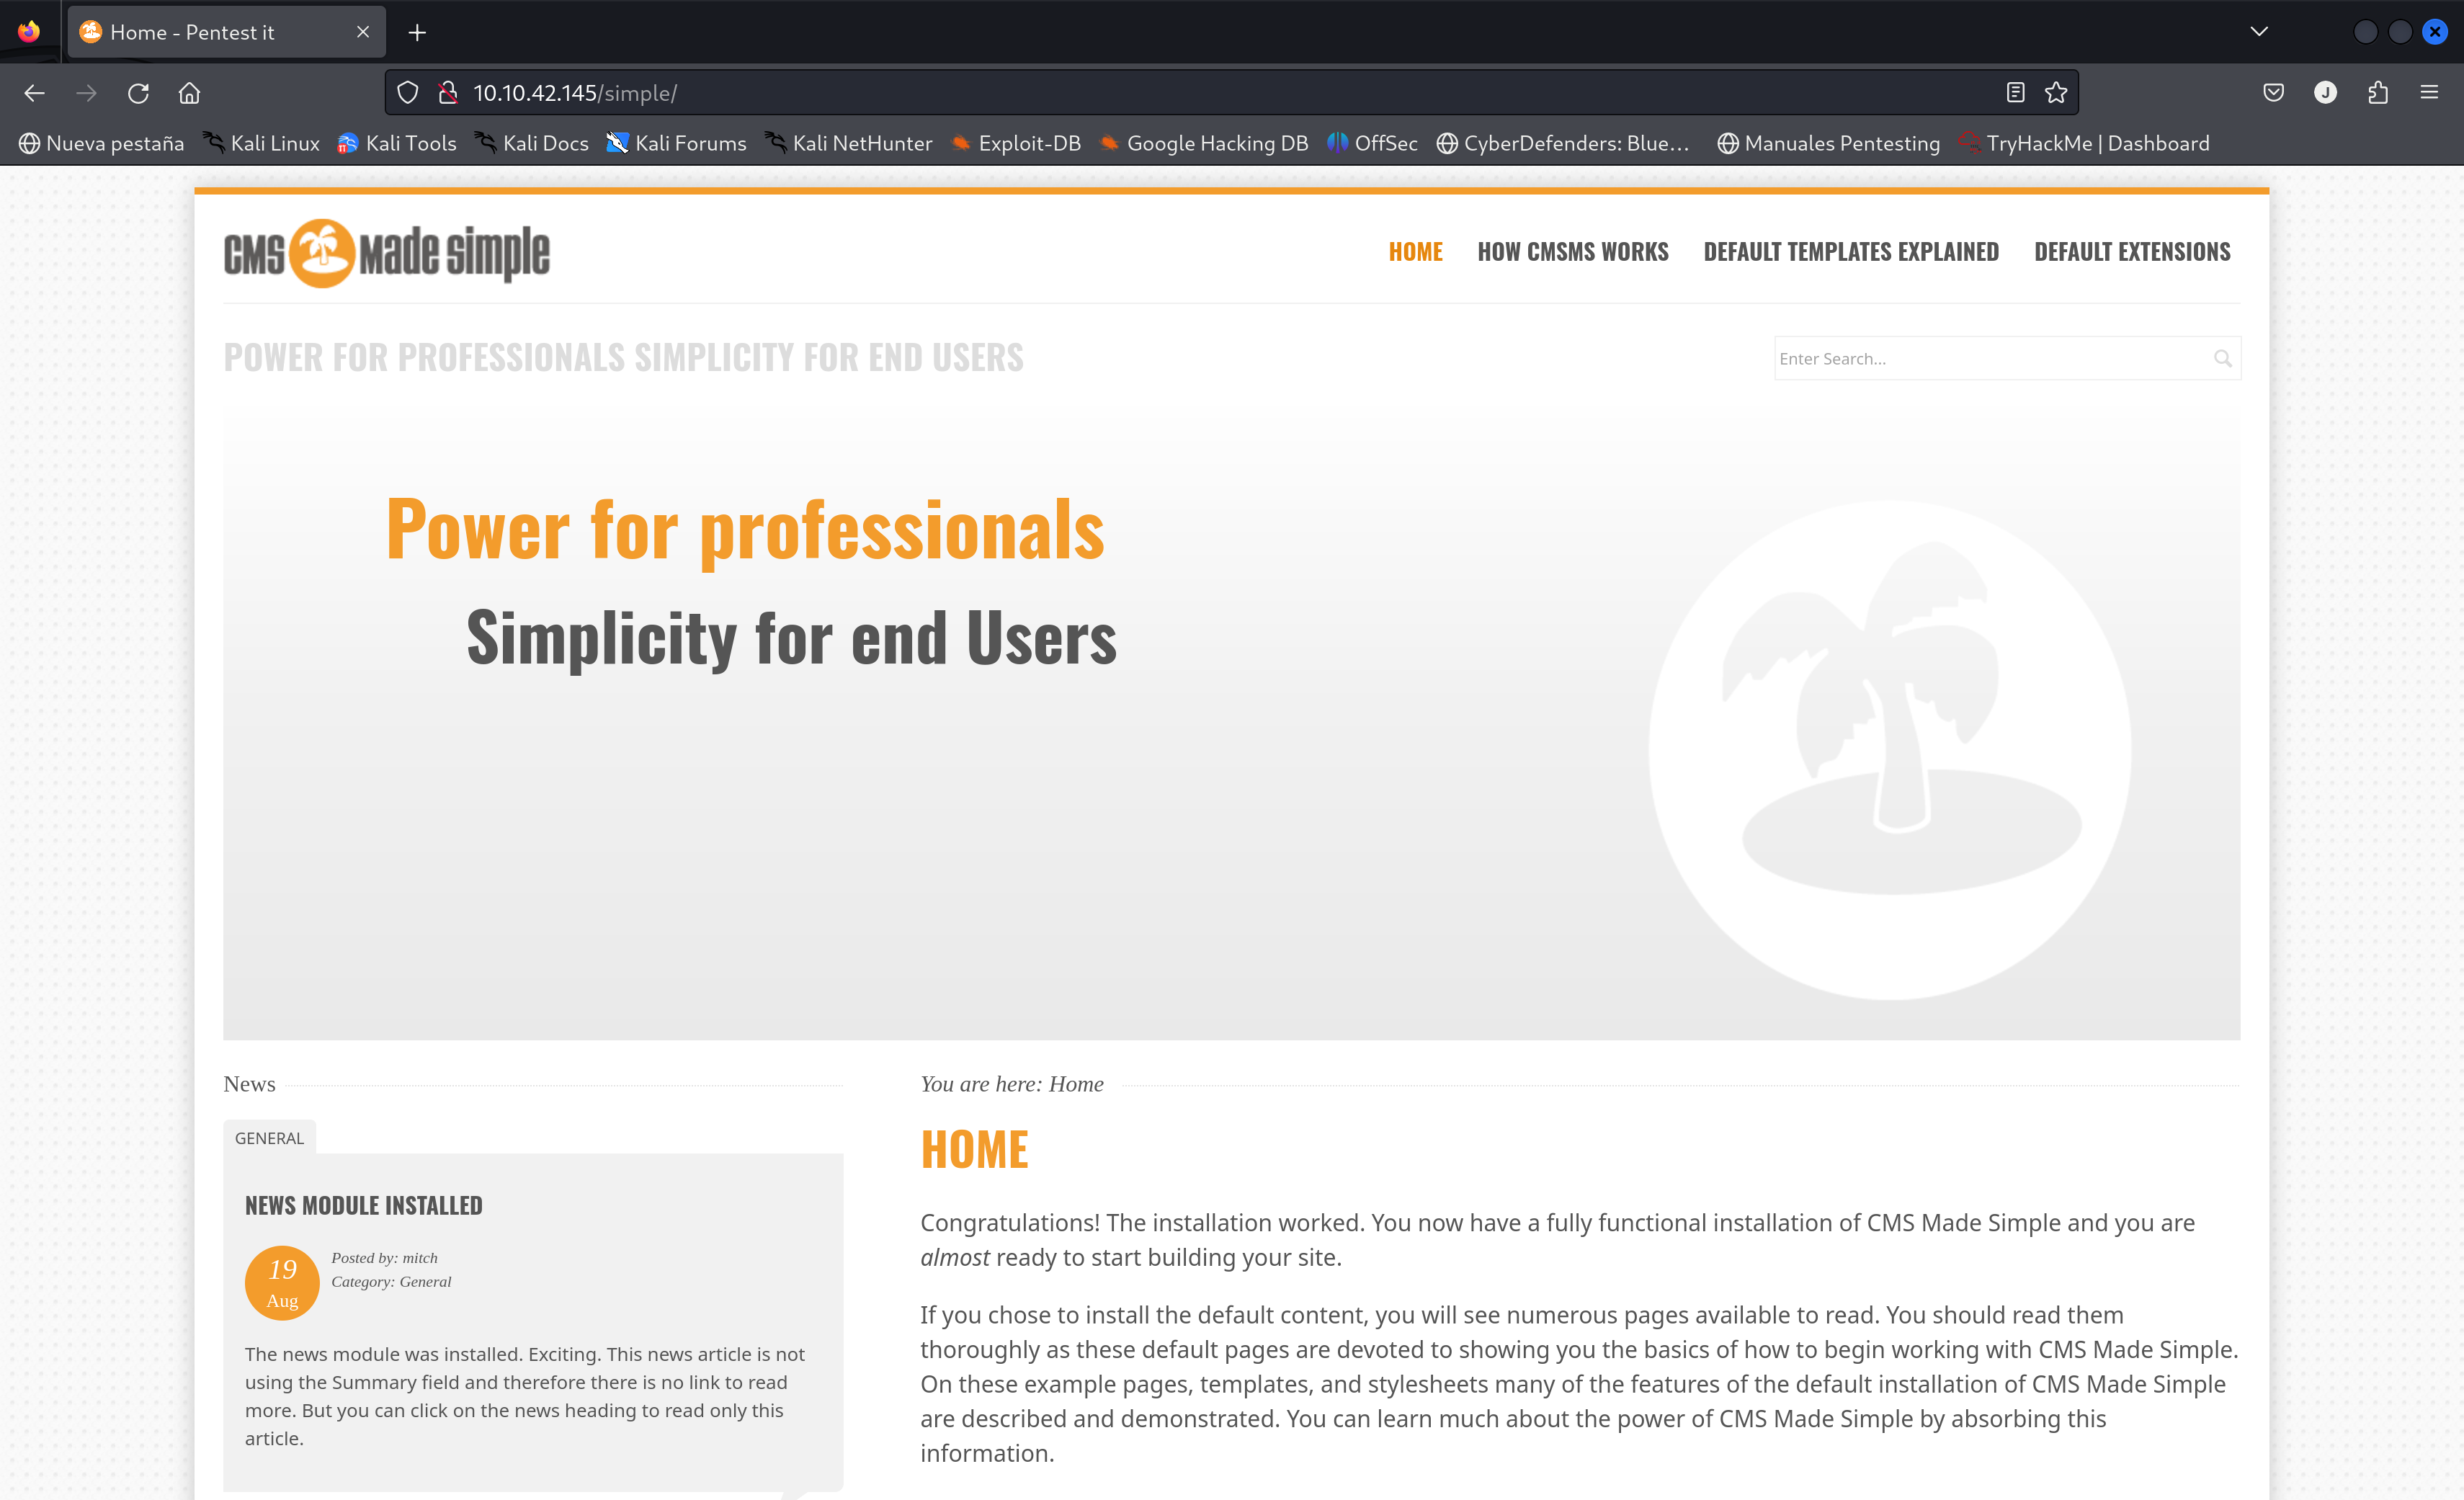 Home - Pentest it
10.10.42.145/simple/
J
Nueva pestaña Kali Linux Kali Tools Kali Docs Kali Forums Kali NetHunter Exploit-DB Google Hacking DB OffSec CyberDefenders: Blue... Manuales Pentesting TryHackMe | Dashboard
CMS Made simple
HOME HOW CMSMS WORKS DEFAULT TEMPLATES EXPLAINED DEFAULT EXTENSIONS
POWER FOR PROFESSIONALS SIMPLICITY FOR END USERS
Enter Search...
Power for professionals
Simplicity for end Users
News
GENERAL
NEWS MODULE INSTALLED
19
Aug
Posted by: mitch
Category: General
The news module was installed. Exciting. This news article is not
using the Summary field and therefore there is no link to read
more. But you can click on the news heading to read only this
article.
You are here: Home
HOME
Congratulations! The installation worked. You now have a fully functional installation of CMS Made Simple and you are
almost ready to start building your site.
If you chose to install the default content, you will see numerous pages available to read. You should read them
thoroughly as these default pages are devoted to showing you the basics of how to begin working with CMS Made Simple.
On these example pages, templates, and stylesheets many of the features of the default installation of CMS Made Simple
are described and demonstrated. You can learn much about the power of CMS Made Simple by absorbing this
information.